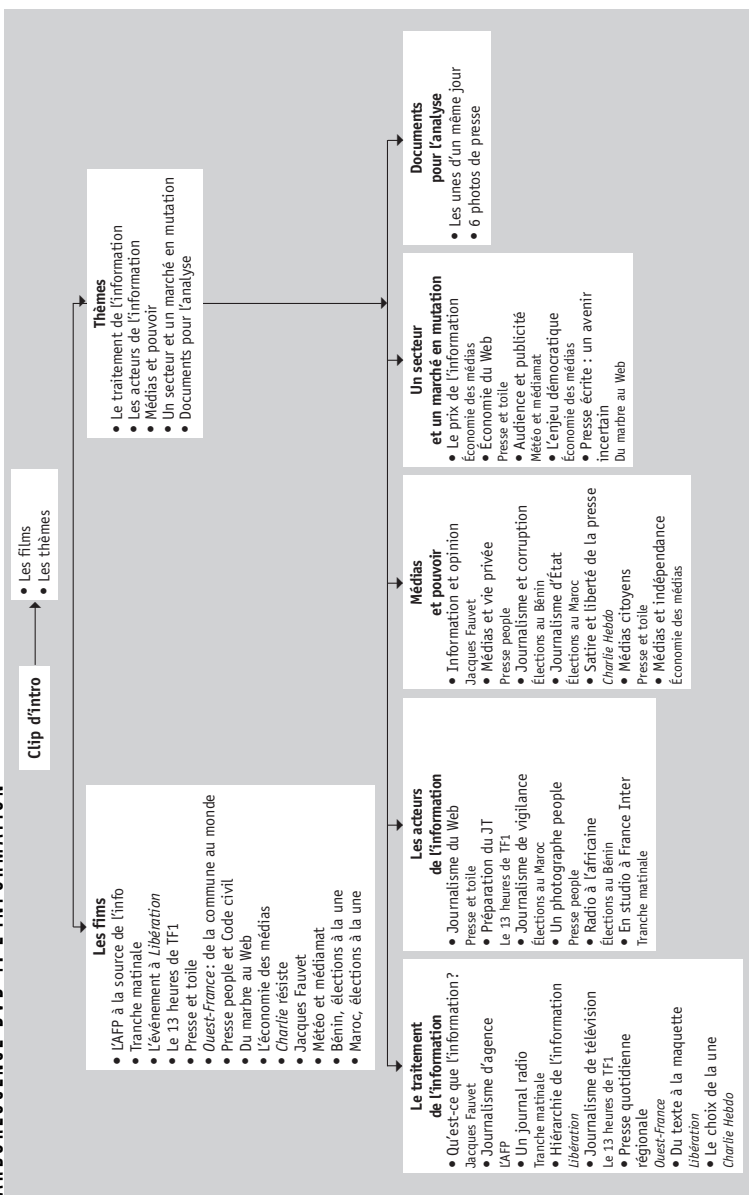 ARBORESCENCE DVD L'INFORMATION
Clip d'intro
• Les films
• Les thèmes
Les fims
• L'AFP à la source de l'info
• Tranche matinale
• L'événement à Libération
• Le 13 heures de TF1
• Presse et toile
• Ouest-France : de la commune au monde
• Presse people et Code civil
• Du marbre au Web
• L'économie des médias
• Charlie résiste
• Jacques Fauvet
• Météo et médiamat
• Bénin, élections à la une
• Maroc, élections à la une
Thèmes
• Le traitement de l'information
• Les acteurs de l'information
• Médias et pouvoir
• Un secteur et un marché en mutation
• Documents pour l'analyse
Le traitement
de l'information
• Qu'est-ce que l'information ?
Jacques Fauvet
• Journalisme d'agence
L'AFP
• Un journal radio
Tranche matinale
• Hiérarchie de l'information
Libération
• Journalisme de télévision
Le 13 heures de TF1
• Presse quotidienne
régionale
Ouest-France
• Du texte à la maquette
Libération
• Le choix de la une
Charlie Hebdo
Les acteurs
de l'information
• Journalisme du Web
Presse et toile
• Préparation du JT
Le 13 heures de TF1
• Journalisme de vigilance
Élections au Maroc
• Un photographe people
Presse people
• Radio à l'africaine
Élections au Bénin
• En studio à France Inter
Tranche matinale
Médias
et pouvoir
• Information et opinion
Jacques Fauvet
• Médias et vie privée
Presse people
• Journalisme et corruption
Élections au Bénin
• Journalisme d'État
Élections au Maroc
• Satire et liberté de la presse
Charlie Hebdo
• Médias citoyens
Presse et toile
• Médias et indépendance
Économie des médias
Un secteur
et un marché en mutation
• Le prix de l'information
Économie des médias
• Économie du Web
Presse et toile
• Audience et publicité
Météo et médiamat
• L'enjeu démocratique
Économie des médias
• Presse écrite : un avenir
incertain
Du marbre au Web
Documents
pour l'analyse
• Les unes d'un même jour
• 6 photos de presse